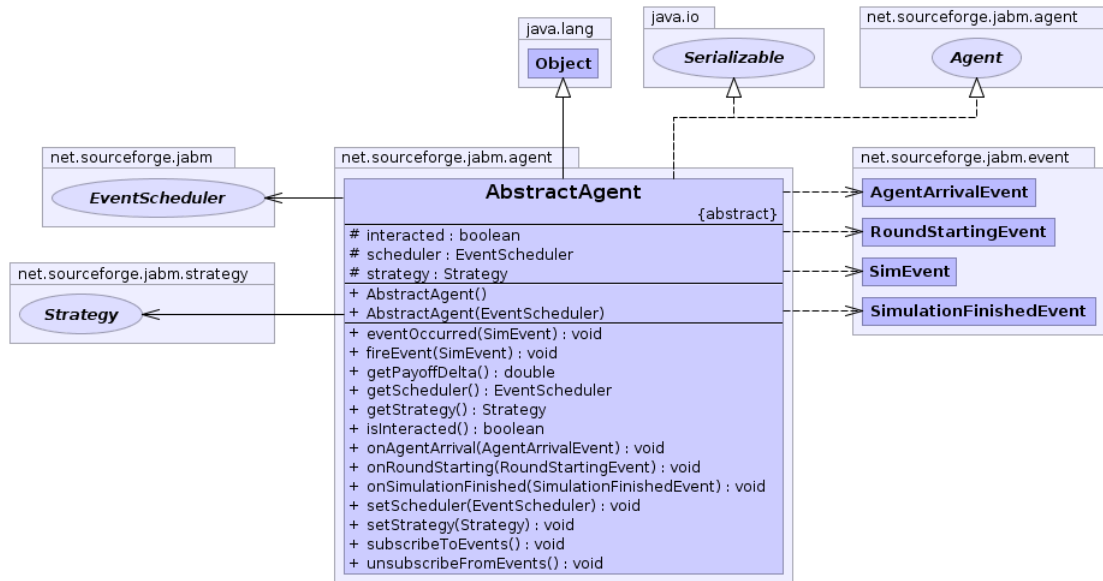 java.lang
Object
java.io
Serializable
net.sourceforge.jabm.agent
Agent
net.sourceforge.jabm
EventScheduler
net.sourceforge.jabm.strategy
Strategy
net.sourceforge.jabm.agent
AbstractAgent
{abstract}
# interacted : boolean
# scheduler : EventScheduler
# strategy : Strategy
+ AbstractAgent()
+ AbstractAgent(EventScheduler)
+ eventOccurred(SimEvent) : void
+ fireEvent(SimEvent) : void
+ getPayoffDelta() : double
+ getScheduler() : EventScheduler
+ getStrategy() : Strategy
+ isInteracted() : boolean
+ onAgentArrival(AgentArrivalEvent) : void
+ onRoundStarting(RoundStartingEvent) : void
+ onSimulationFinished(SimulationFinishedEvent) : void
+ setScheduler(EventScheduler) : void
+ setStrategy(Strategy) : void
+ subscribeToEvents() : void
+ unsubscribeFromEvents() : void
net.sourceforge.jabm.event
AgentArrivalEvent
RoundStartingEvent
SimEvent
SimulationFinishedEvent